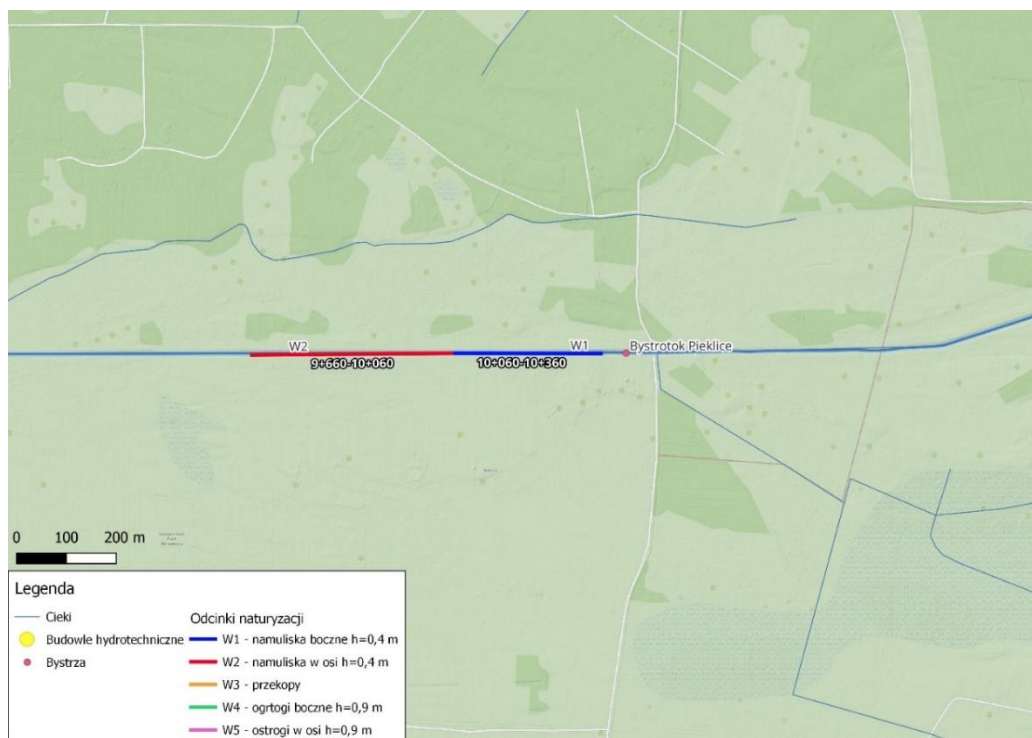 W2
W1
Bystrotok Pieklice
9+660-10+060
10+060-10+360
0 100 200 m
Legenda
Cieki
Budowle hydrotechniczne
Bystrza
Odcinki naturyzacji
W1 - namuliska boczne h=0,4 m
W2 - namuliska w osi h=0,4 m
W3 - przekopy
W4 - ogrtogi boczne h=0,9 m
W5 - ostrogi w osi h=0,9 m